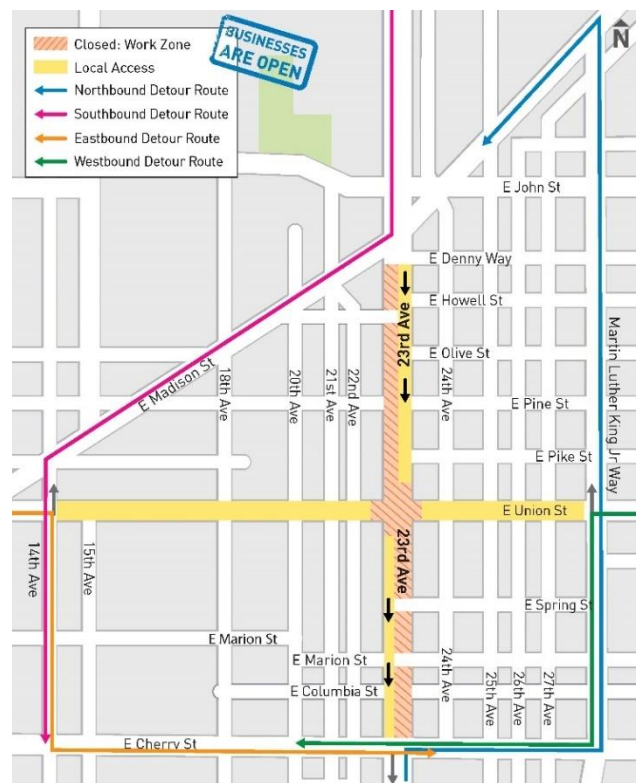 Closed: Work Zone
Local Access
Northbound Detour Route
Southbound Detour Route
Eastbound Detour Route
Westbound Detour Route
BUSINESSES
ARE OPEN
N
E John St
E Denny Way
E Howell St
23rd Ave
E Olive St
Martin Luther King Jr Way
E Madison St
18th Ave
20th Ave
21st Ave
22nd Ave
24th Ave
E Pine St
E Pike St
E Union St
14th Ave
15th Ave
23rd Ave
E Spring St
E Marion St
E Marion St
24th Ave
25th Ave
26th Ave
27th Ave
E Columbia St
E Cherry St